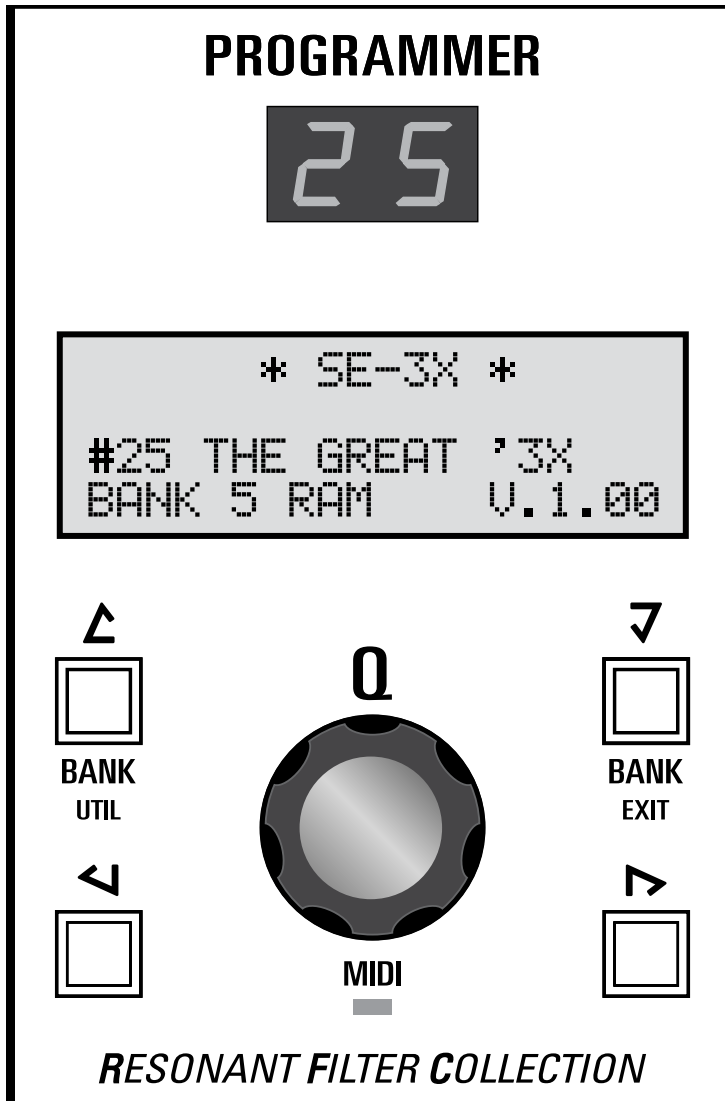 PROGRAMMER
25
* SE-3X *
#25 THE GREAT '3X
BANK 5 RAM V.1.00
Q
BANK BANK
UTIL EXIT
MIDI
RESONANT FILTER COLLECTION